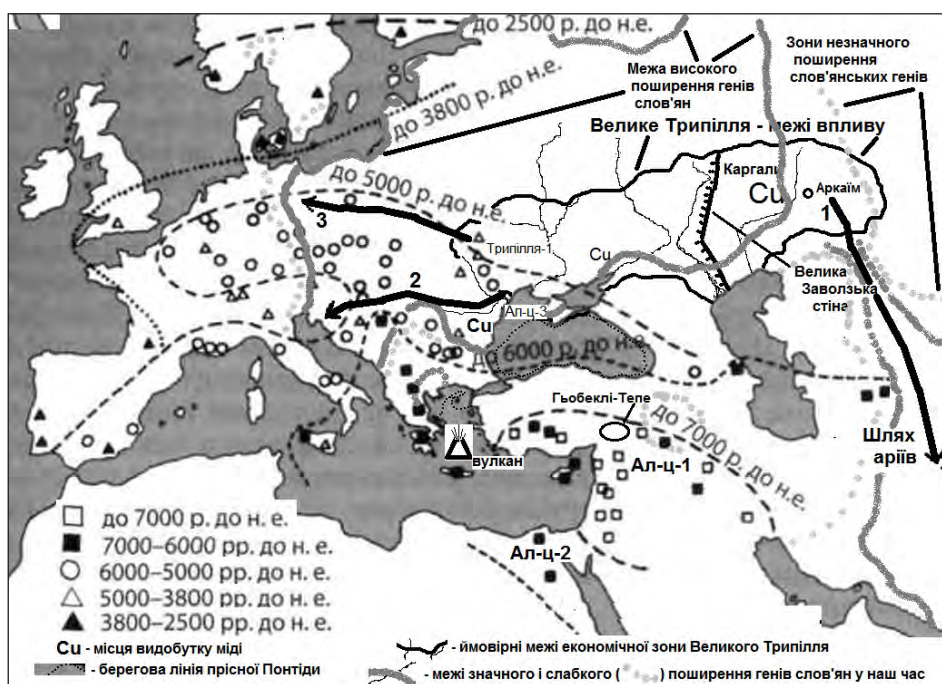 до 2500 р. до н.е.
Зони незначного
поширення
слов'янських генів
Межа високого
поширення генів
слов'ян
до 3800 р. до н.е.
Велике Трипілля - межі впливу
Каргали
Cu
Аркаїм
1
до 5000 р. до н.е.
3
Трипілля-1
Cu
Велика
Заволзька
стіна
2
Ал-ц-3
Cu
до 6000 р. до н.е.
Гьобеклі-Тепе
до 7000 р. до н.е.
вулкан
Ал-ц-1
Шлях
аріїв
Ал-ц-2
до 7000 р. до н. е.
7000–6000 рр. до н. е.
6000–5000 рр. до н. е.
5000–3800 рр. до н. е.
3800–2500 рр. до н. е.
Cu - місця видобутку міді
- берегова лінія прісної Понтіди
- ймовірні межі економічної зони Великого Трипілля
- межі значного і слабкого ( ) поширення генів слов'ян у наш час